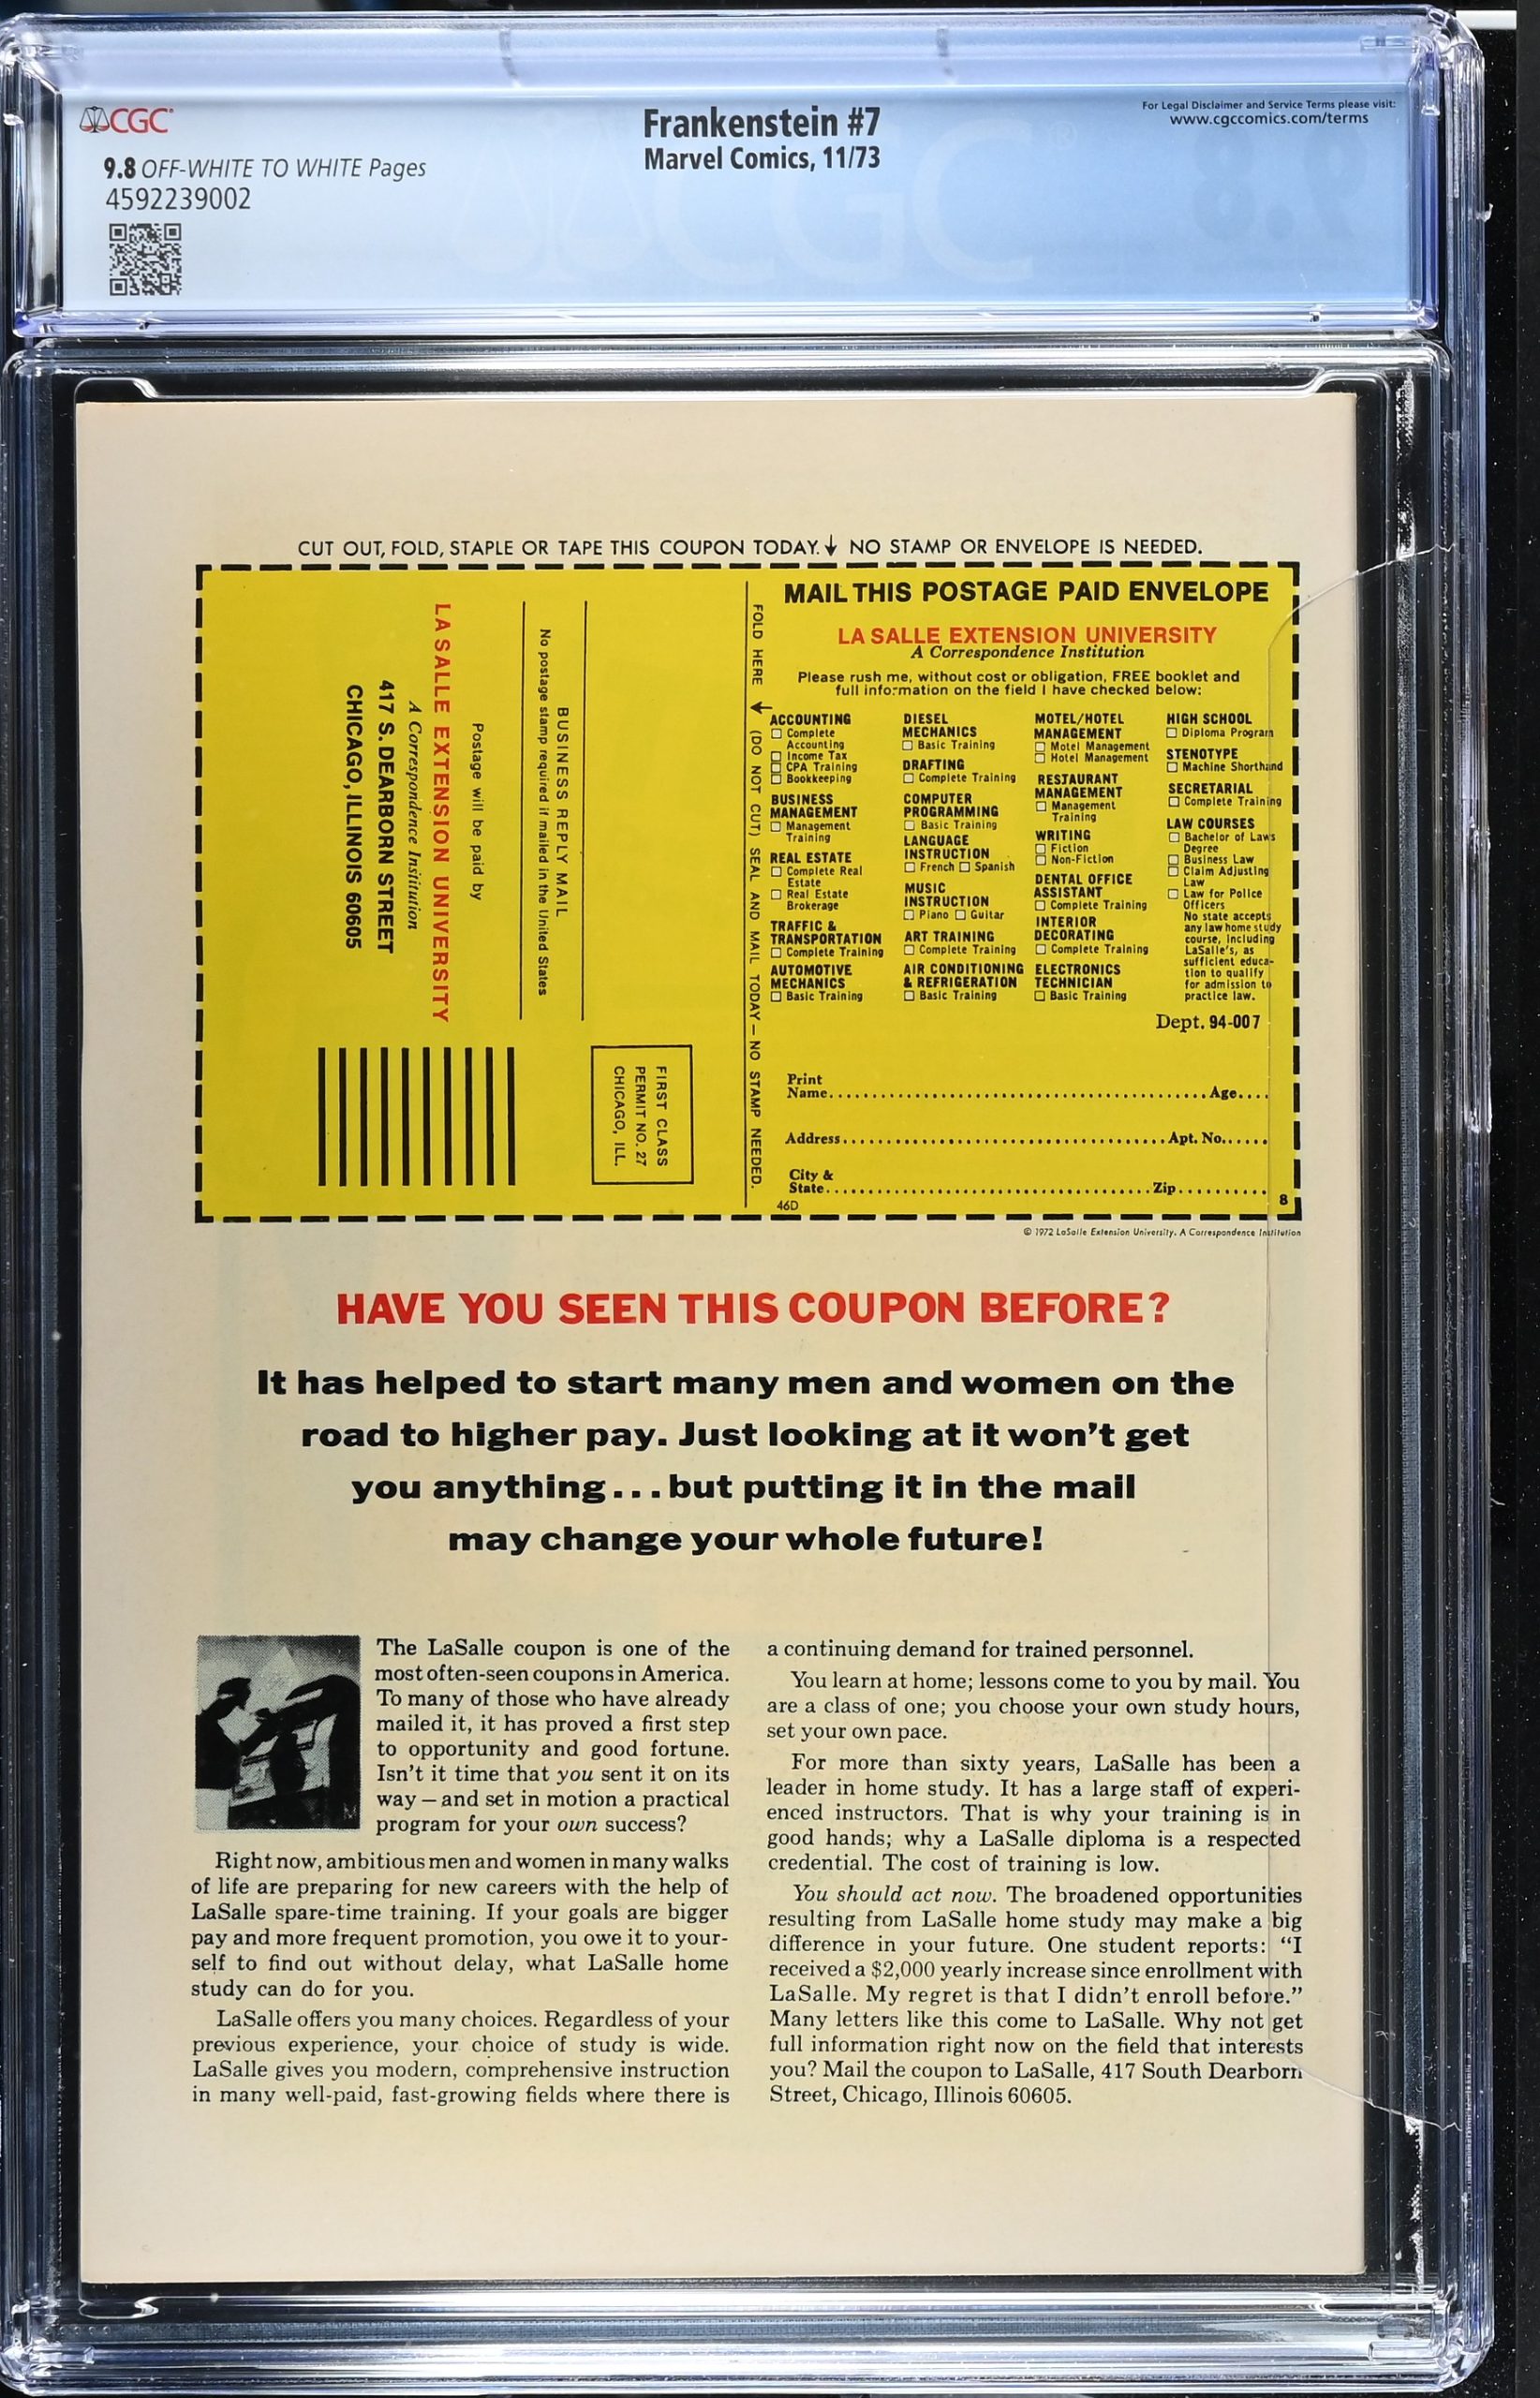 CGC
9.8 OFF-WHITE TO WHITE Pages
4592239002
Frankenstein #7
Marvel Comics, 11/73
For Legal Disclaimer and Service Terms please visit:
www.cgccomics.com/terms
CUT OUT, FOLD, STAPLE OR TAPE THIS COUPON TODAY. NO STAMP OR ENVELOPE IS NEEDED.
BUSINESS REPLY MAIL
No postage stamp required if mailed in the United States
Postage will be paid by
LA SALLE EXTENSION UNIVERSITY
A Correspondence Institution
417 S. DEARBORN STREET
CHICAGO, ILLINOIS 60605
FIRST CLASS
PERMIT NO. 27
CHICAGO, ILL.
FOLD HERE (DO NOT CUT) SEAL AND MAIL TODAY — NO STAMP NEEDED.
MAIL THIS POSTAGE PAID ENVELOPE
LA SALLE EXTENSION UNIVERSITY
A Correspondence Institution
Please rush me, without cost or obligation, FREE booklet and
full information on the field I have checked below:
ACCOUNTING
☐ Complete
Accounting
☐ Income Tax
☐ CPA Training
☐ Bookkeeping
BUSINESS
MANAGEMENT
☐ Management
Training
REAL ESTATE
☐ Complete Real
Estate
☐ Real Estate
Brokerage
TRAFFIC &
TRANSPORTATION
☐ Complete Training
AUTOMOTIVE
MECHANICS
☐ Basic Training
DIESEL
MECHANICS
☐ Basic Training
DRAFTING
☐ Complete Training
COMPUTER
PROGRAMMING
☐ Basic Training
LANGUAGE
INSTRUCTION
☐ French ☐ Spanish
MUSIC
INSTRUCTION
☐ Piano ☐ Guitar
ART TRAINING
☐ Complete Training
AIR CONDITIONING
& REFRIGERATION
☐ Basic Training
MOTEL/HOTEL
MANAGEMENT
☐ Motel Management
☐ Hotel Management
RESTAURANT
MANAGEMENT
☐ Management
Training
WRITING
☐ Fiction
☐ Non-Fiction
DENTAL OFFICE
ASSISTANT
☐ Complete Training
INTERIOR
DECORATING
☐ Complete Training
ELECTRONICS
TECHNICIAN
☐ Basic Training
HIGH SCHOOL
☐ Diploma Program
STENOTYPE
☐ Machine Shorthand
SECRETARIAL
☐ Complete Training
LAW COURSES
☐ Bachelor of Laws
Degree
☐ Business Law
☐ Claim Adjusting
Law
☐ Law for Police
Officers
No state accepts
any law home study
course, including
LaSalle's, as
sufficient educa-
tion to qualify
for admission to
practice law.
Dept. 94-007
Print
Name.....Age....
Address.....Apt. No......
City &
State.....Zip..........
46D
8
© 1972 LaSalle Extension University. A Correspondence Institution
HAVE YOU SEEN THIS COUPON BEFORE?
It has helped to start many men and women on the
road to higher pay. Just looking at it won't get
you anything...but putting it in the mail
may change your whole future!
The LaSalle coupon is one of the
most often-seen coupons in America.
To many of those who have already
mailed it, it has proved a first step
to opportunity and good fortune.
Isn't it time that you sent it on its
way — and set in motion a practical
program for your own success?
Right now, ambitious men and women in many walks
of life are preparing for new careers with the help of
LaSalle spare-time training. If your goals are bigger
pay and more frequent promotion, you owe it to your-
self to find out without delay, what LaSalle home
study can do for you.
LaSalle offers you many choices. Regardless of your
previous experience, your choice of study is wide.
LaSalle gives you modern, comprehensive instruction
in many well-paid, fast-growing fields where there is
a continuing demand for trained personnel.
You learn at home; lessons come to you by mail. You
are a class of one; you choose your own study hours,
set your own pace.
For more than sixty years, LaSalle has been a
leader in home study. It has a large staff of experi-
enced instructors. That is why your training is in
good hands; why a LaSalle diploma is a respected
credential. The cost of training is low.
You should act now. The broadened opportunities
resulting from LaSalle home study may make a big
difference in your future. One student reports: "I
received a $2,000 yearly increase since enrollment with
LaSalle. My regret is that I didn't enroll before."
Many letters like this come to LaSalle. Why not get
full information right now on the field that interests
you? Mail the coupon to LaSalle, 417 South Dearborn
Street, Chicago, Illinois 60605.